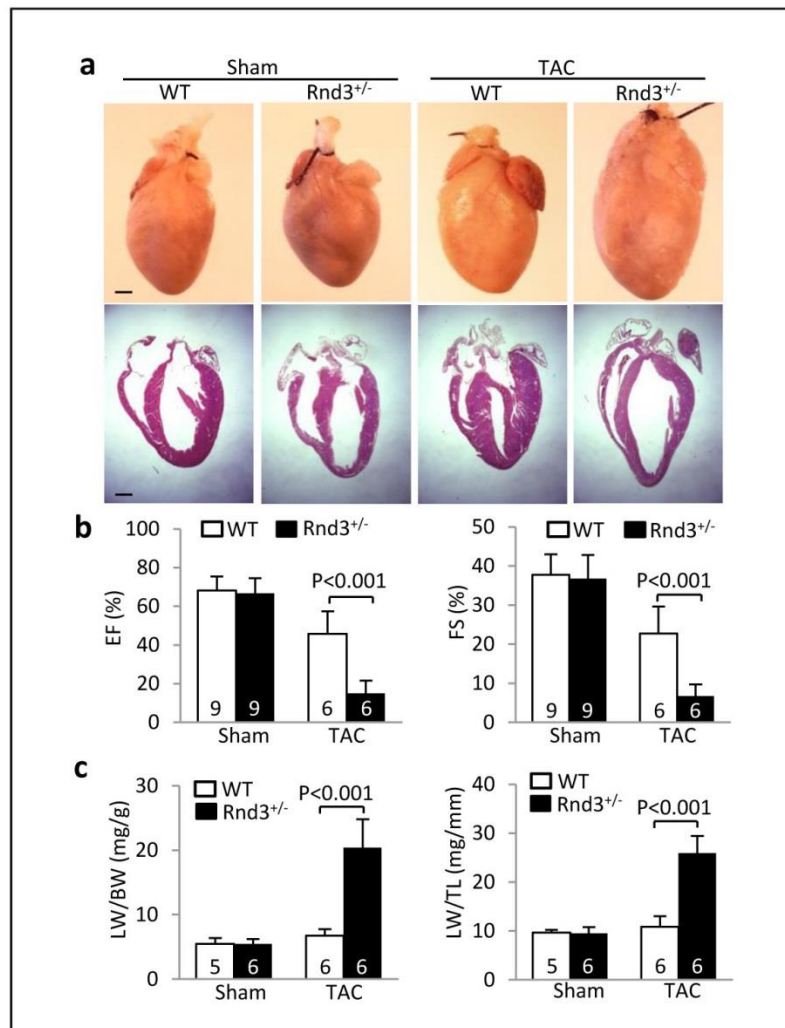 a
Sham TAC
WT Rnd3+/- WT Rnd3+/-
b
WT Rnd3+/-
EF (%)
100
80
60
40
20
0
P<0.001
9 9 6 6
Sham TAC
WT Rnd3+/-
FS (%)
50
40
30
20
10
0
P<0.001
9 9 6 6
Sham TAC
c
WT
Rnd3+/-
LW/BW (mg/g)
30
20
10
0
P<0.001
5 6 6 6
Sham TAC
WT
Rnd3+/-
LW/TL (mg/mm)
40
30
20
10
0
P<0.001
5 6 6 6
Sham TAC